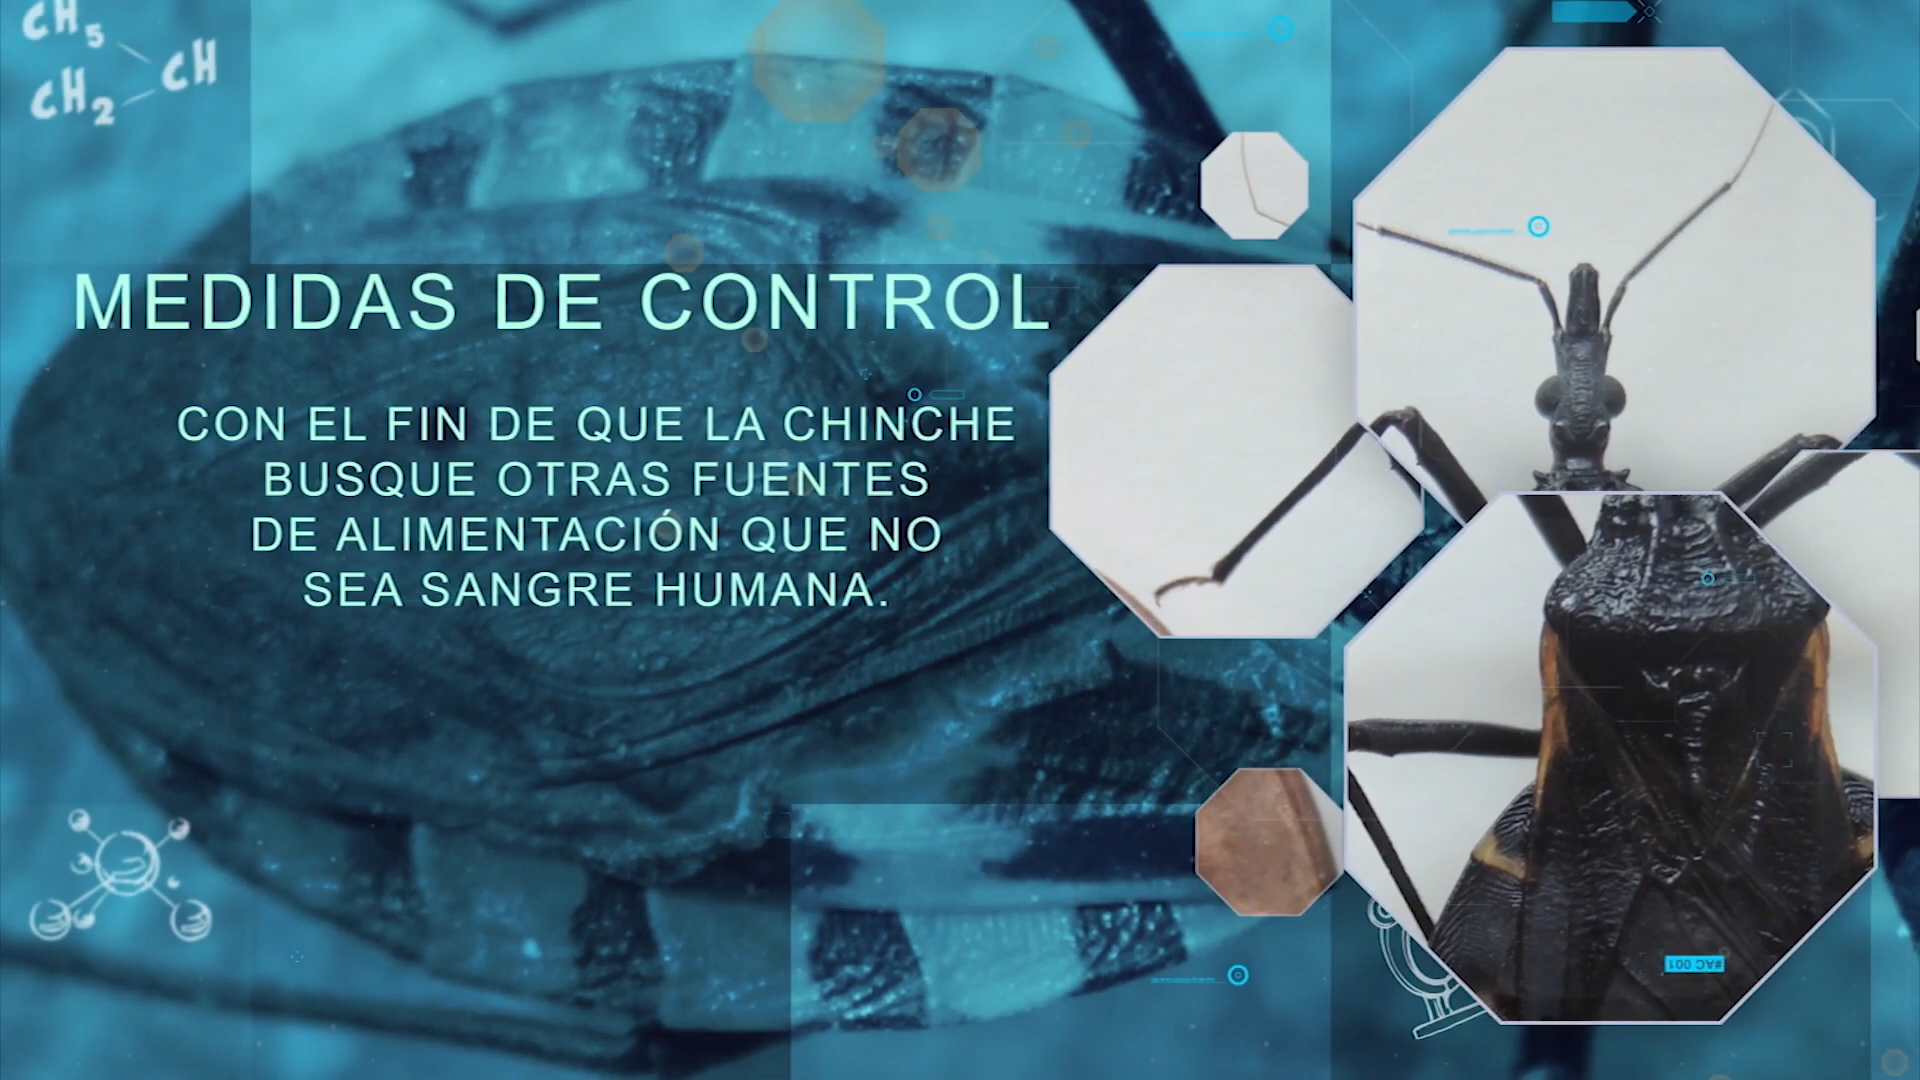 CH5
CH
CH2
MEDIDAS DE CONTROL
CON EL FIN DE QUE LA CHINCHE
BUSQUE OTRAS FUENTES
DE ALIMENTACIÓN QUE NO
SEA SANGRE HUMANA.
#AC 001